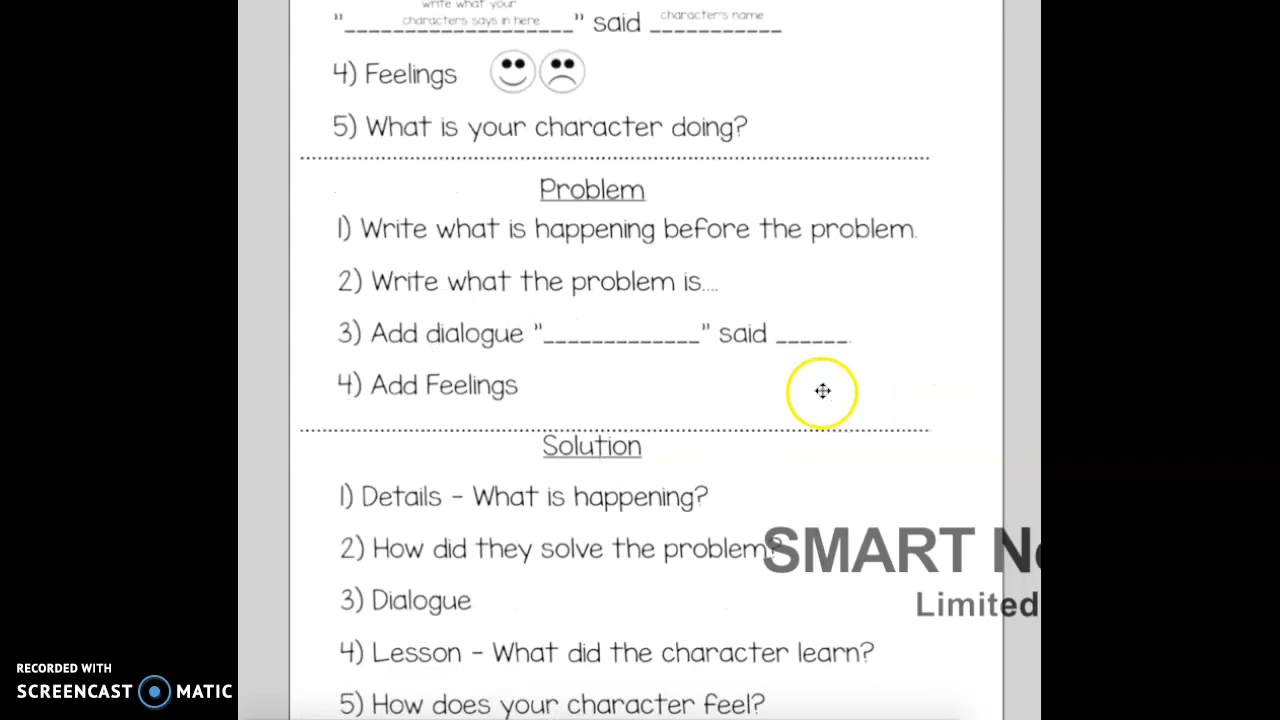 write what your
characters says in here
character's name
"___________________" said ___________
4) Feelings
5) What is your character doing?
Problem
1) Write what is happening before the problem.
2) Write what the problem is....
3) Add dialogue "_____________" said ______.
4) Add Feelings
Solution
1) Details - What is happening?
2) How did they solve the problem?
3) Dialogue
4) Lesson - What did the character learn?
5) How does your character feel?
SMART
Limited
RECORDED WITH
SCREENCAST MATIC